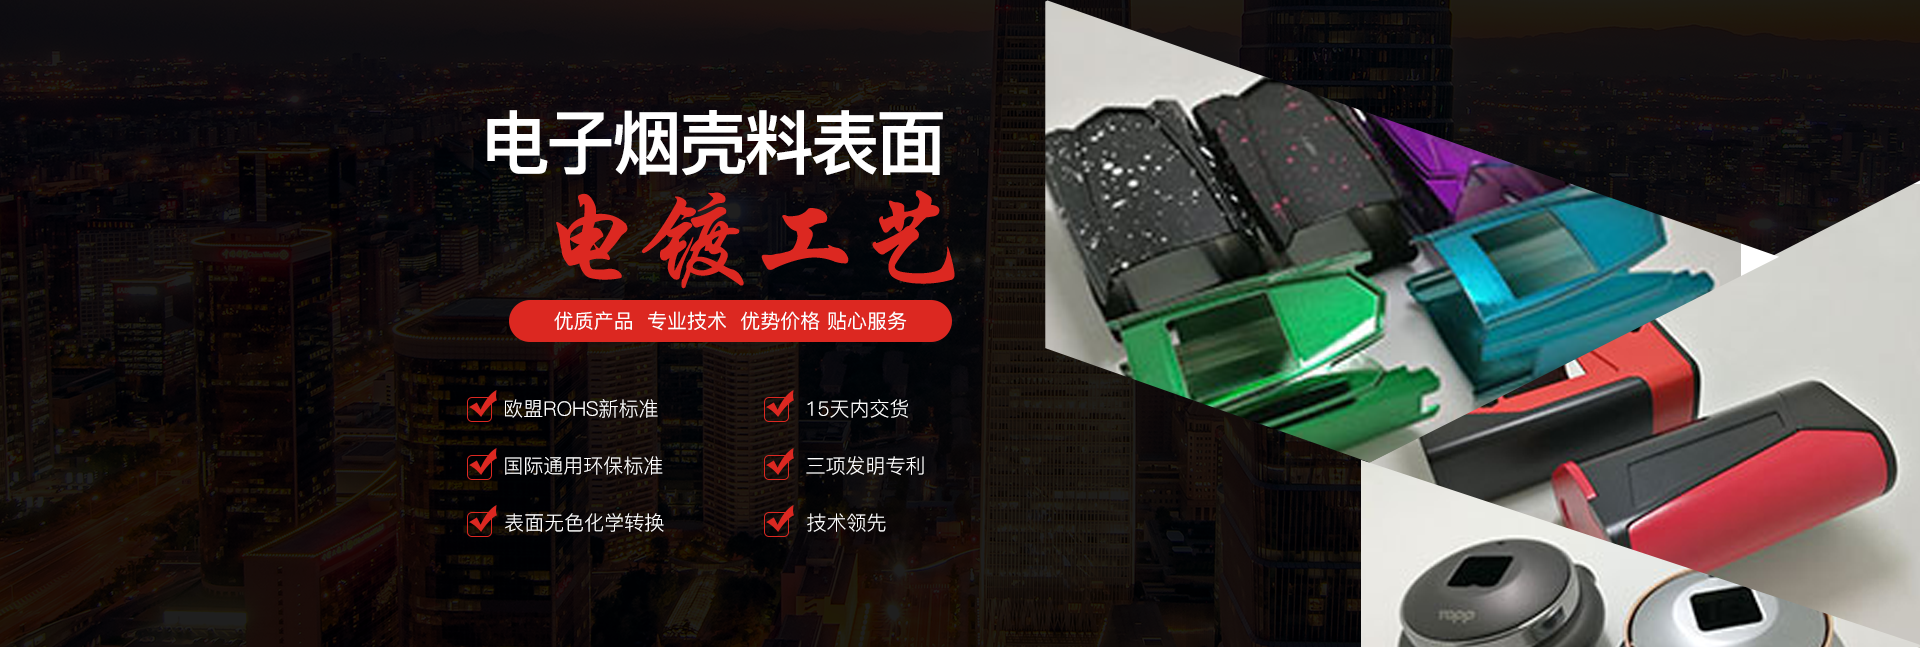 电子烟壳料表面
电镀工艺
优质产品 专业技术 优势价格 贴心服务
欧盟ROHS新标准
15天内交货
国际通用环保标准
三项发明专利
表面无色化学转换
技术领先